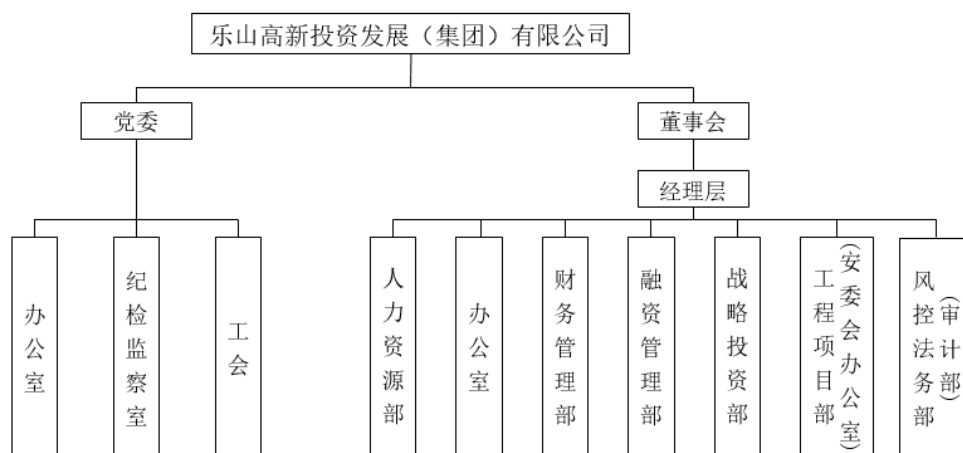 乐山高新投资发展（集团）有限公司
党委
董事会
经理层
办公室
纪检监察室
工会
人力资源部
办公室
财务管理部
融资管理部
战略投资部
工程项目部
(安委会办公室)
风控法务部
(审计部)